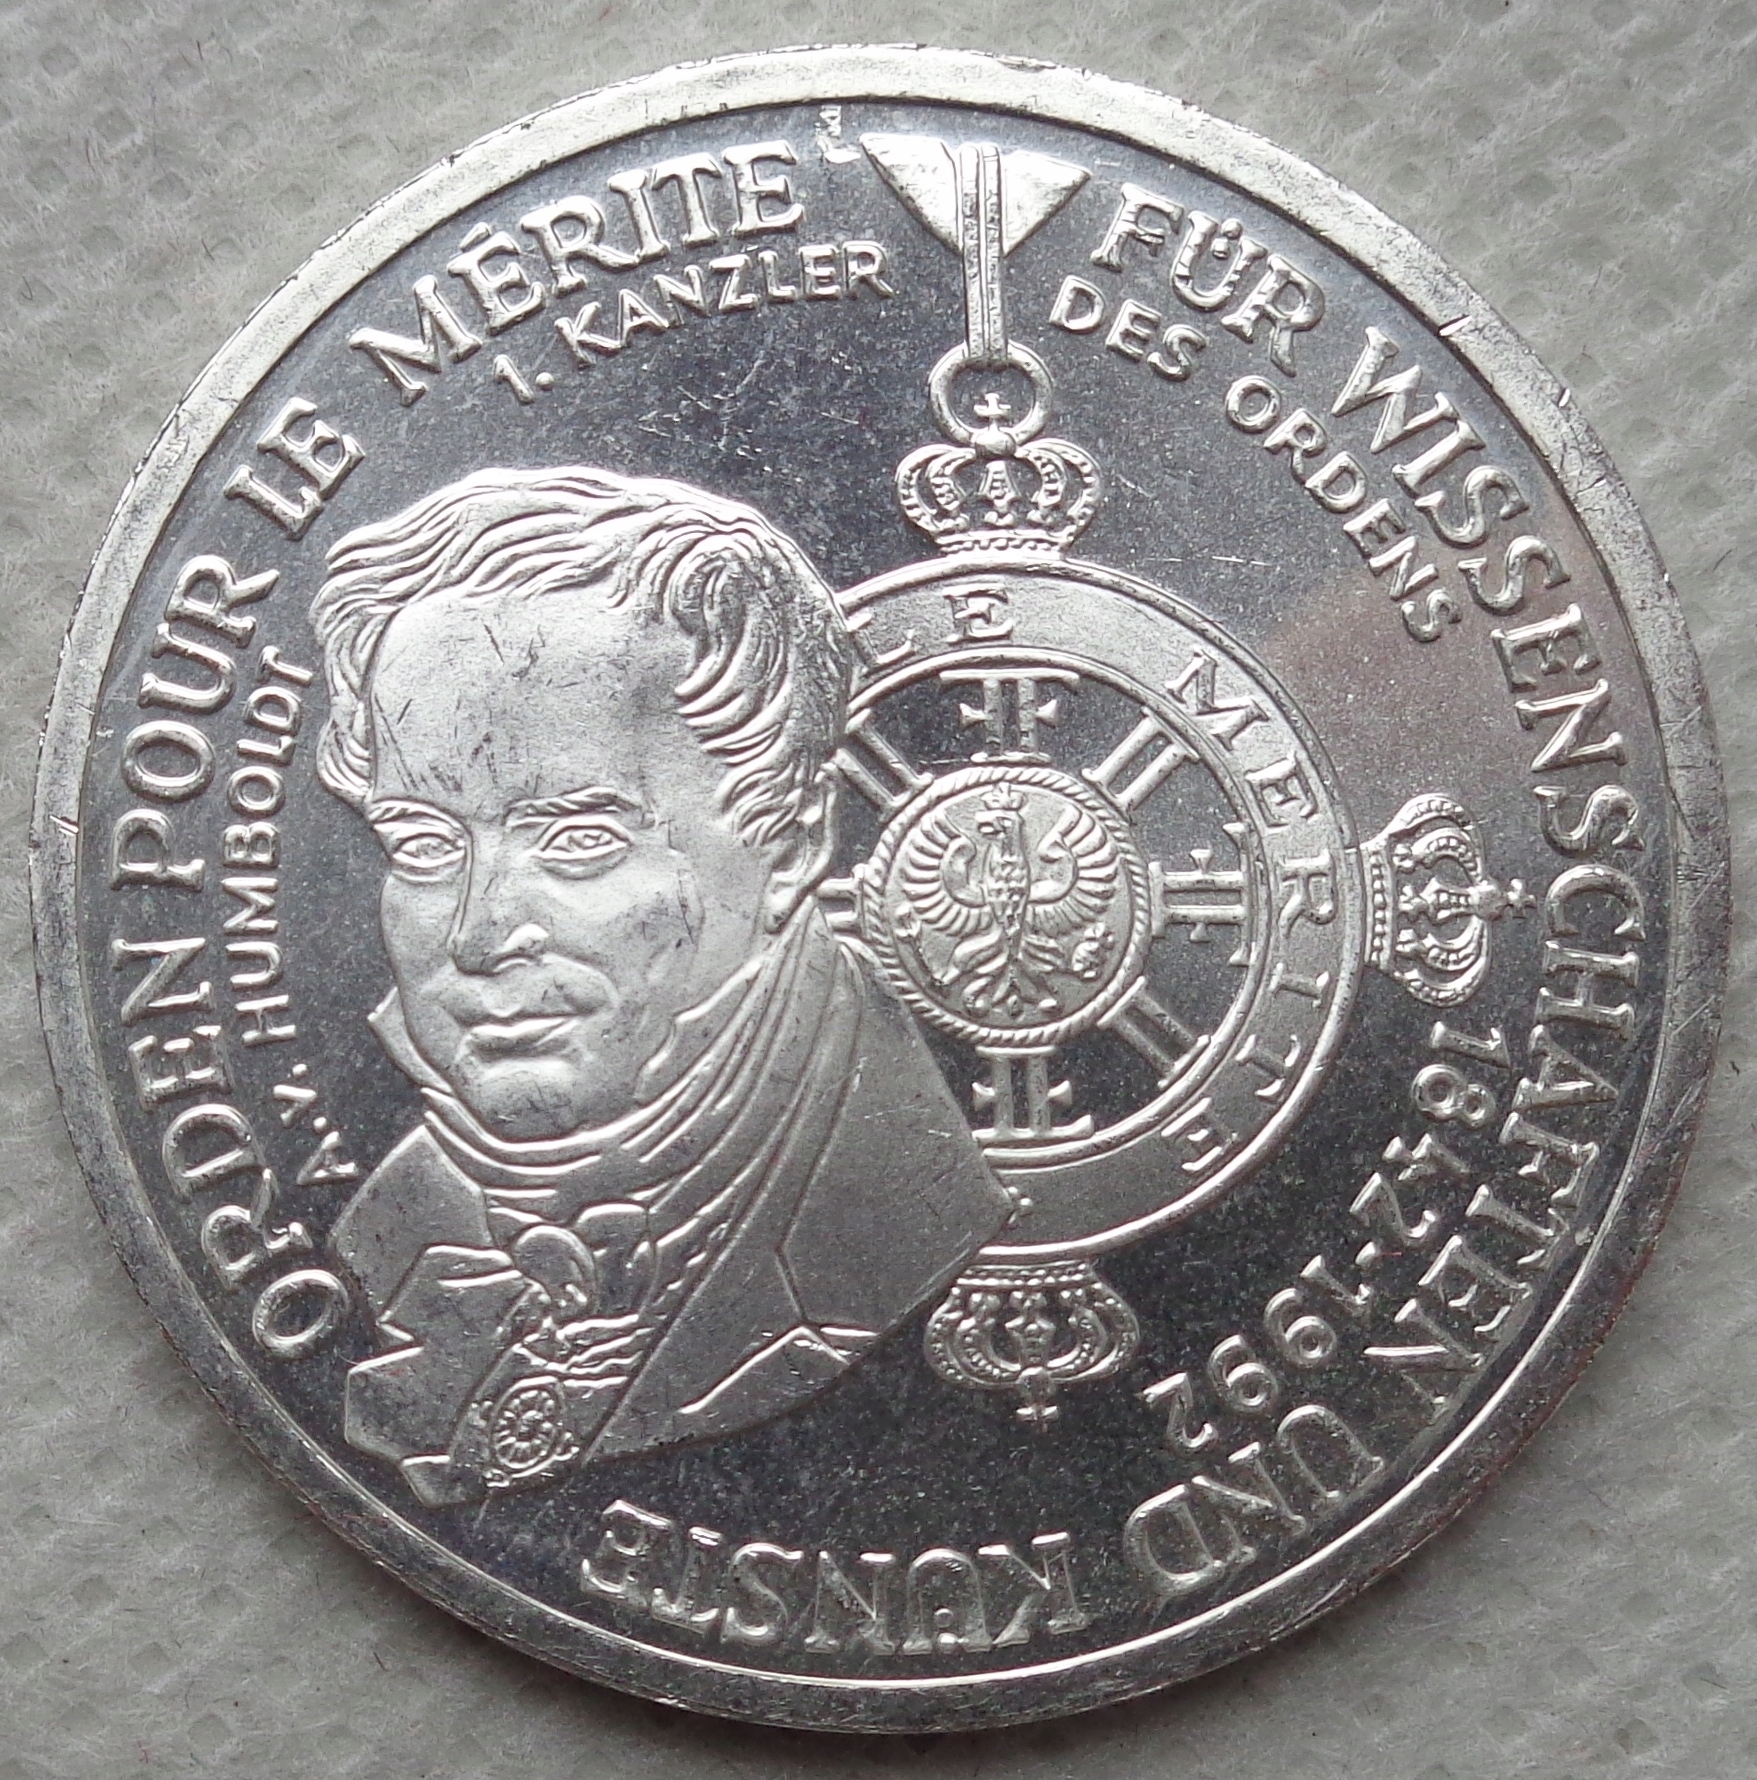 ORDEN POUR LE MÉRITE FÜR WISSENSCHAFTEN UND KÜNSTE
A.V. HUMBOLDT 1. KANZLER DES ORDENS 1842-1992
LE MERITE